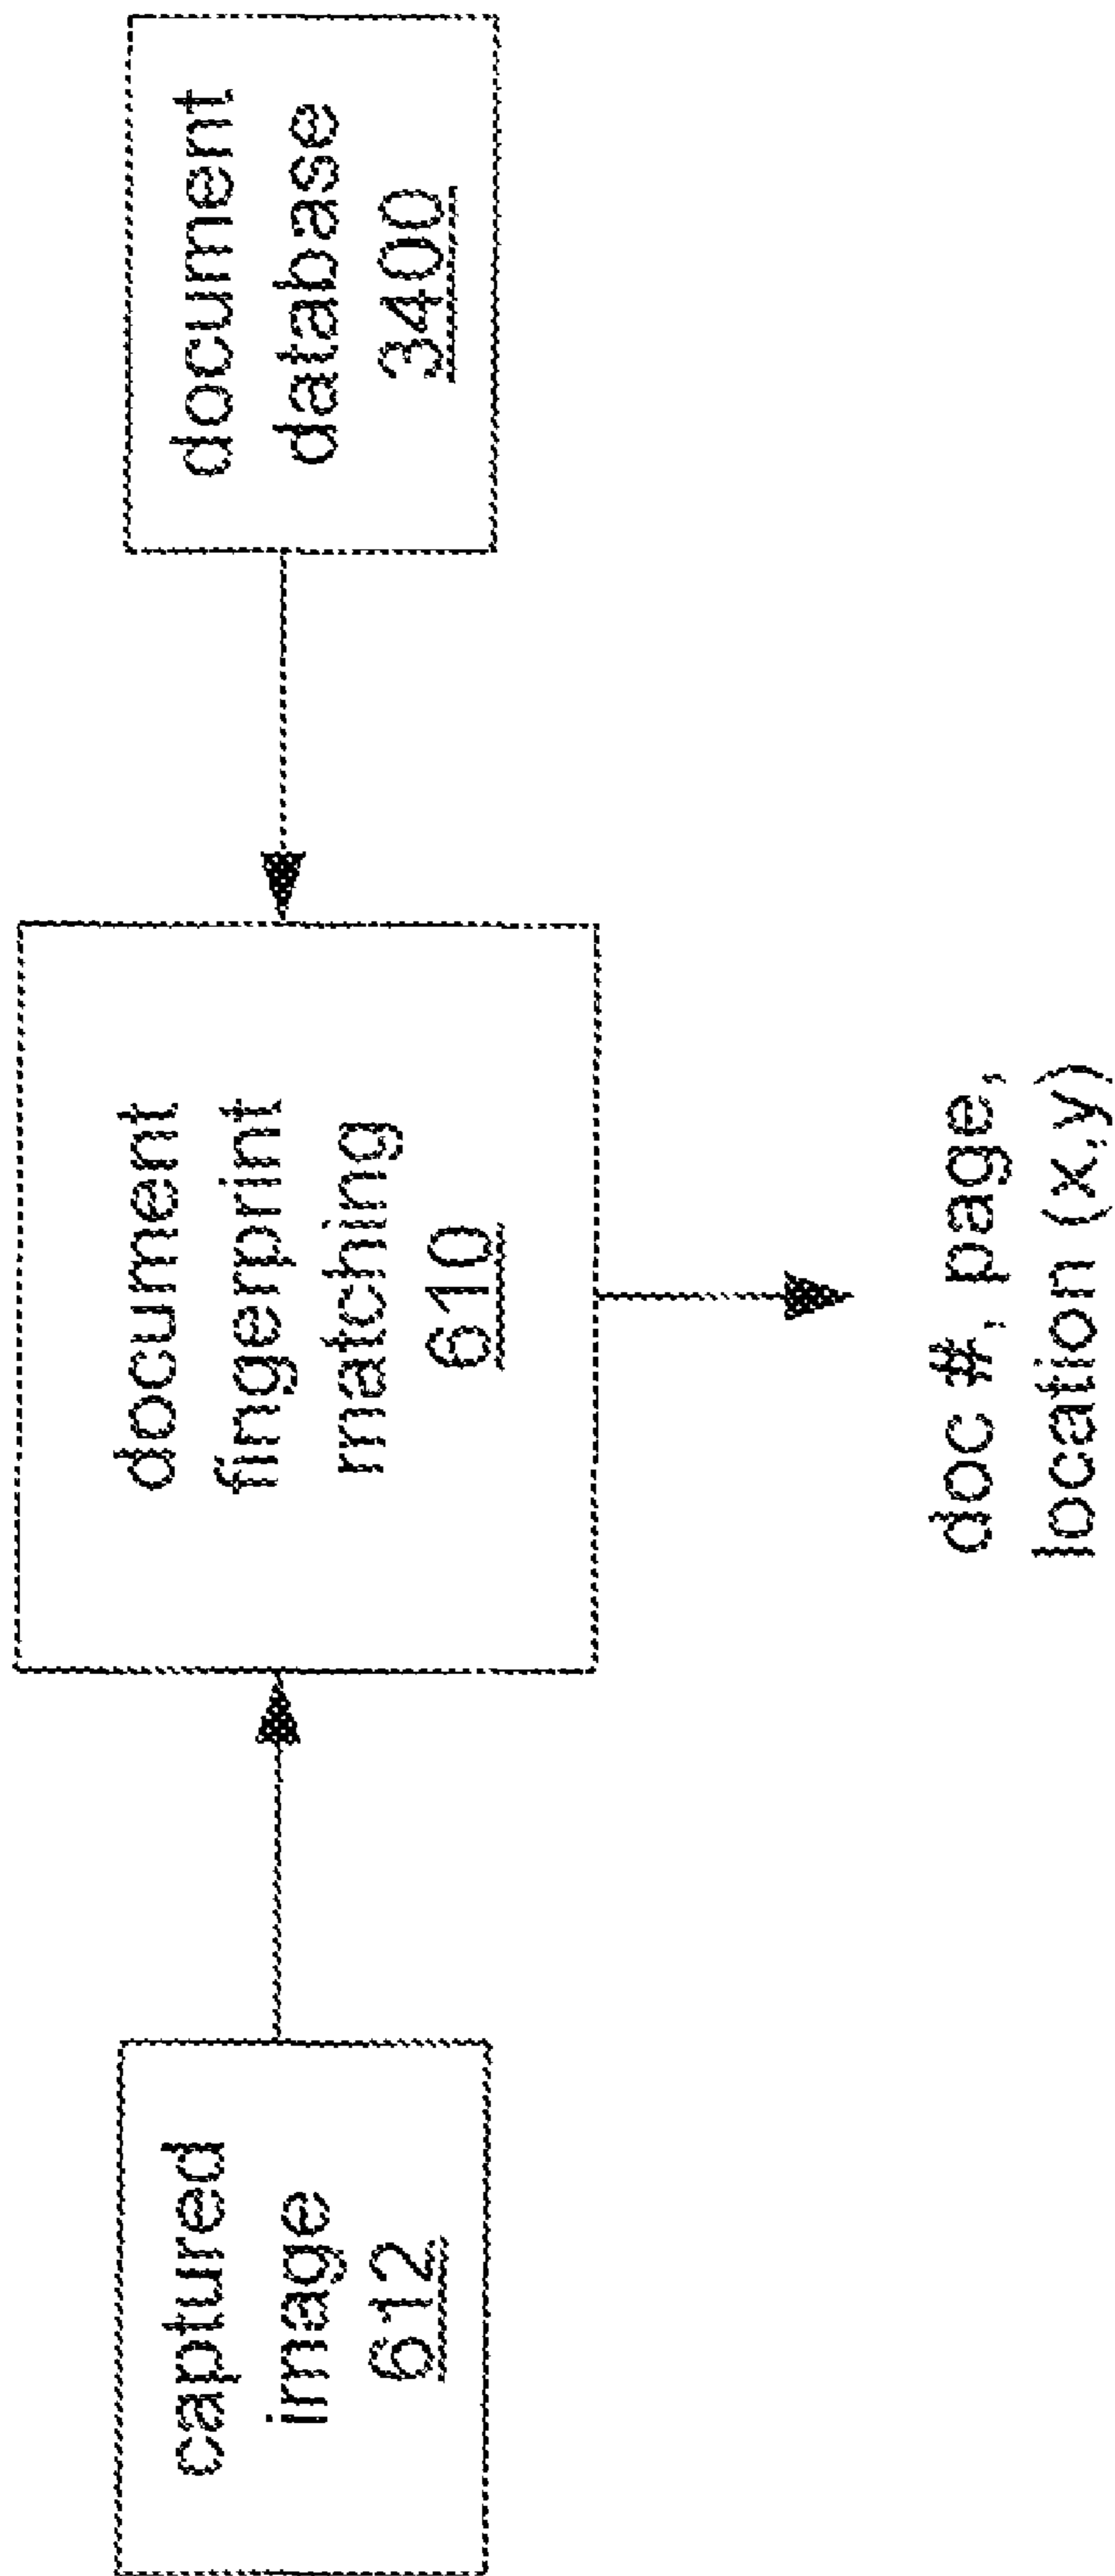 captured
image
612
document
fingerprint
matching
610
document
database
3400
doc #, page,
location (x,y)